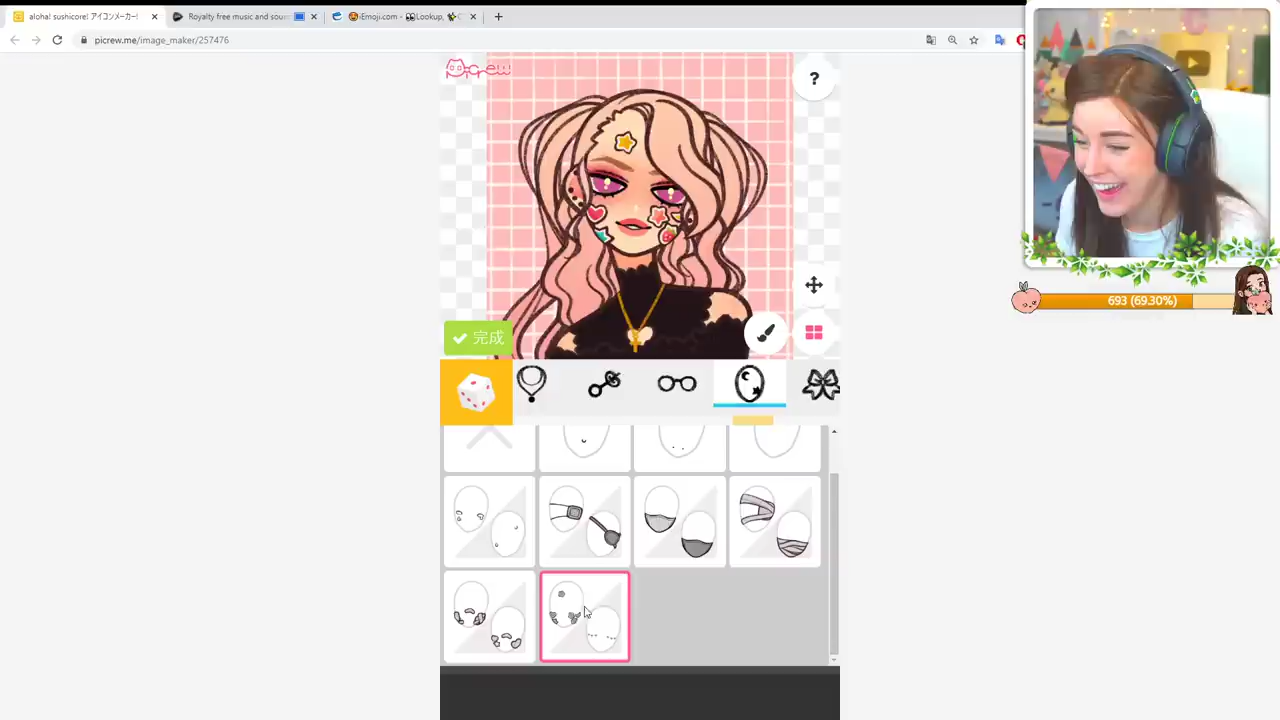 aloha! sushicore! アイコンメーカー!
Royalty free music and soun
iEmoji.com - 👀Lookup, 
picrew.me/image_maker/257476
Picrew
?
完成
693 (69.30%)